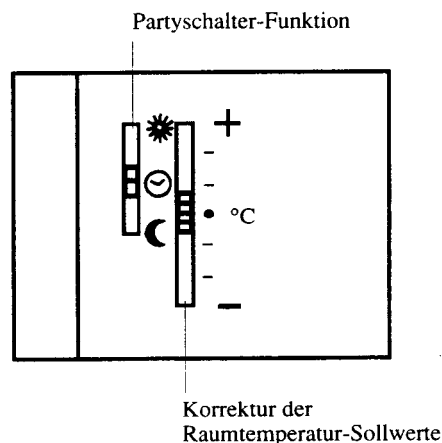 Partyschalter-Funktion
+
°C
–
Korrektur der
Raumtemperatur-Sollwerte